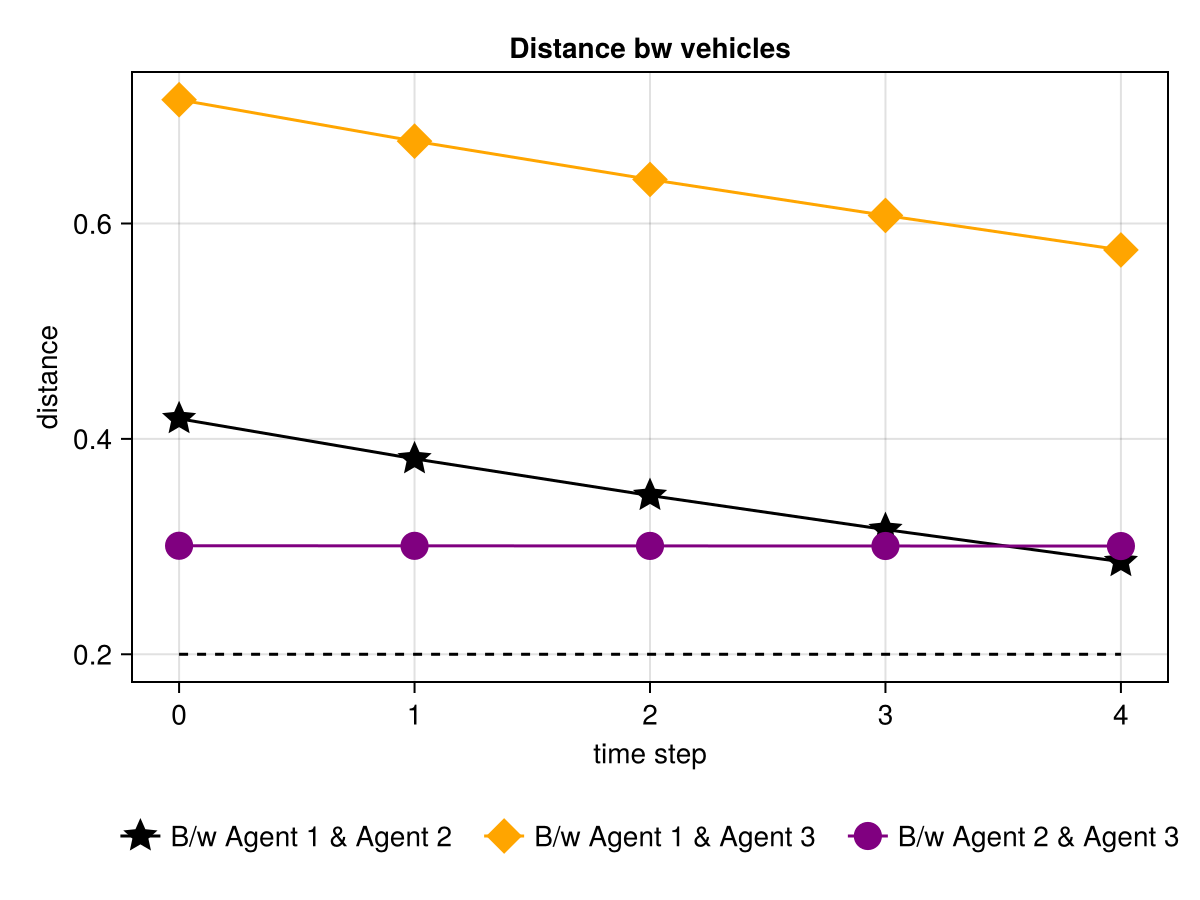 Distance bw vehicles
distance
0.6
0.4
0.2
0 1 2 3 4
time step
B/w Agent 1 & Agent 2 B/w Agent 1 & Agent 3 B/w Agent 2 & Agent 3